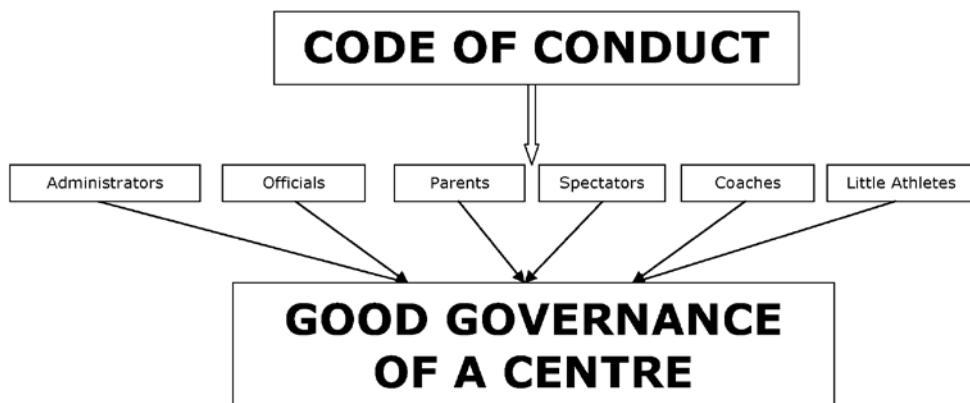 CODE OF CONDUCT
Administrators
Officials
Parents
Spectators
Coaches
Little Athletes
GOOD GOVERNANCE
OF A CENTRE